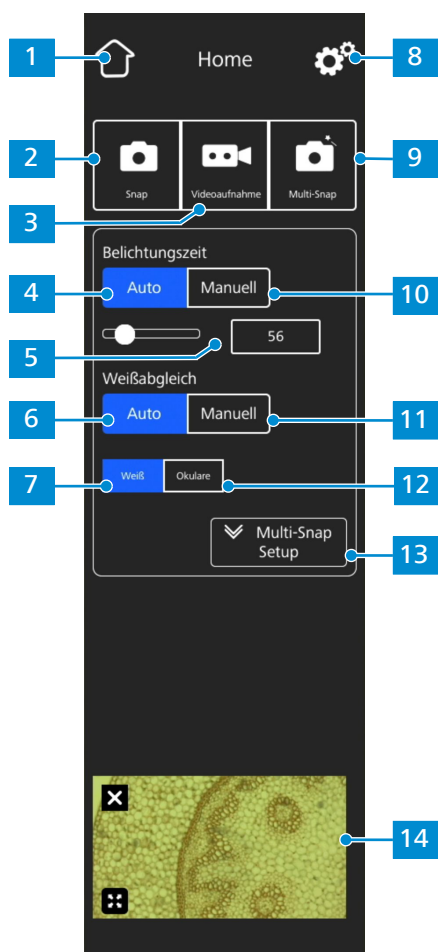 1
Home
8
2
Snap
Videoaufnahme
Multi-Snap
9
3
Belichtungszeit
4
Auto
Manuell
10
5
56
Weißabgleich
6
Auto
Manuell
11
7
Weiß
Okulare
12
Multi-Snap
Setup
13
14